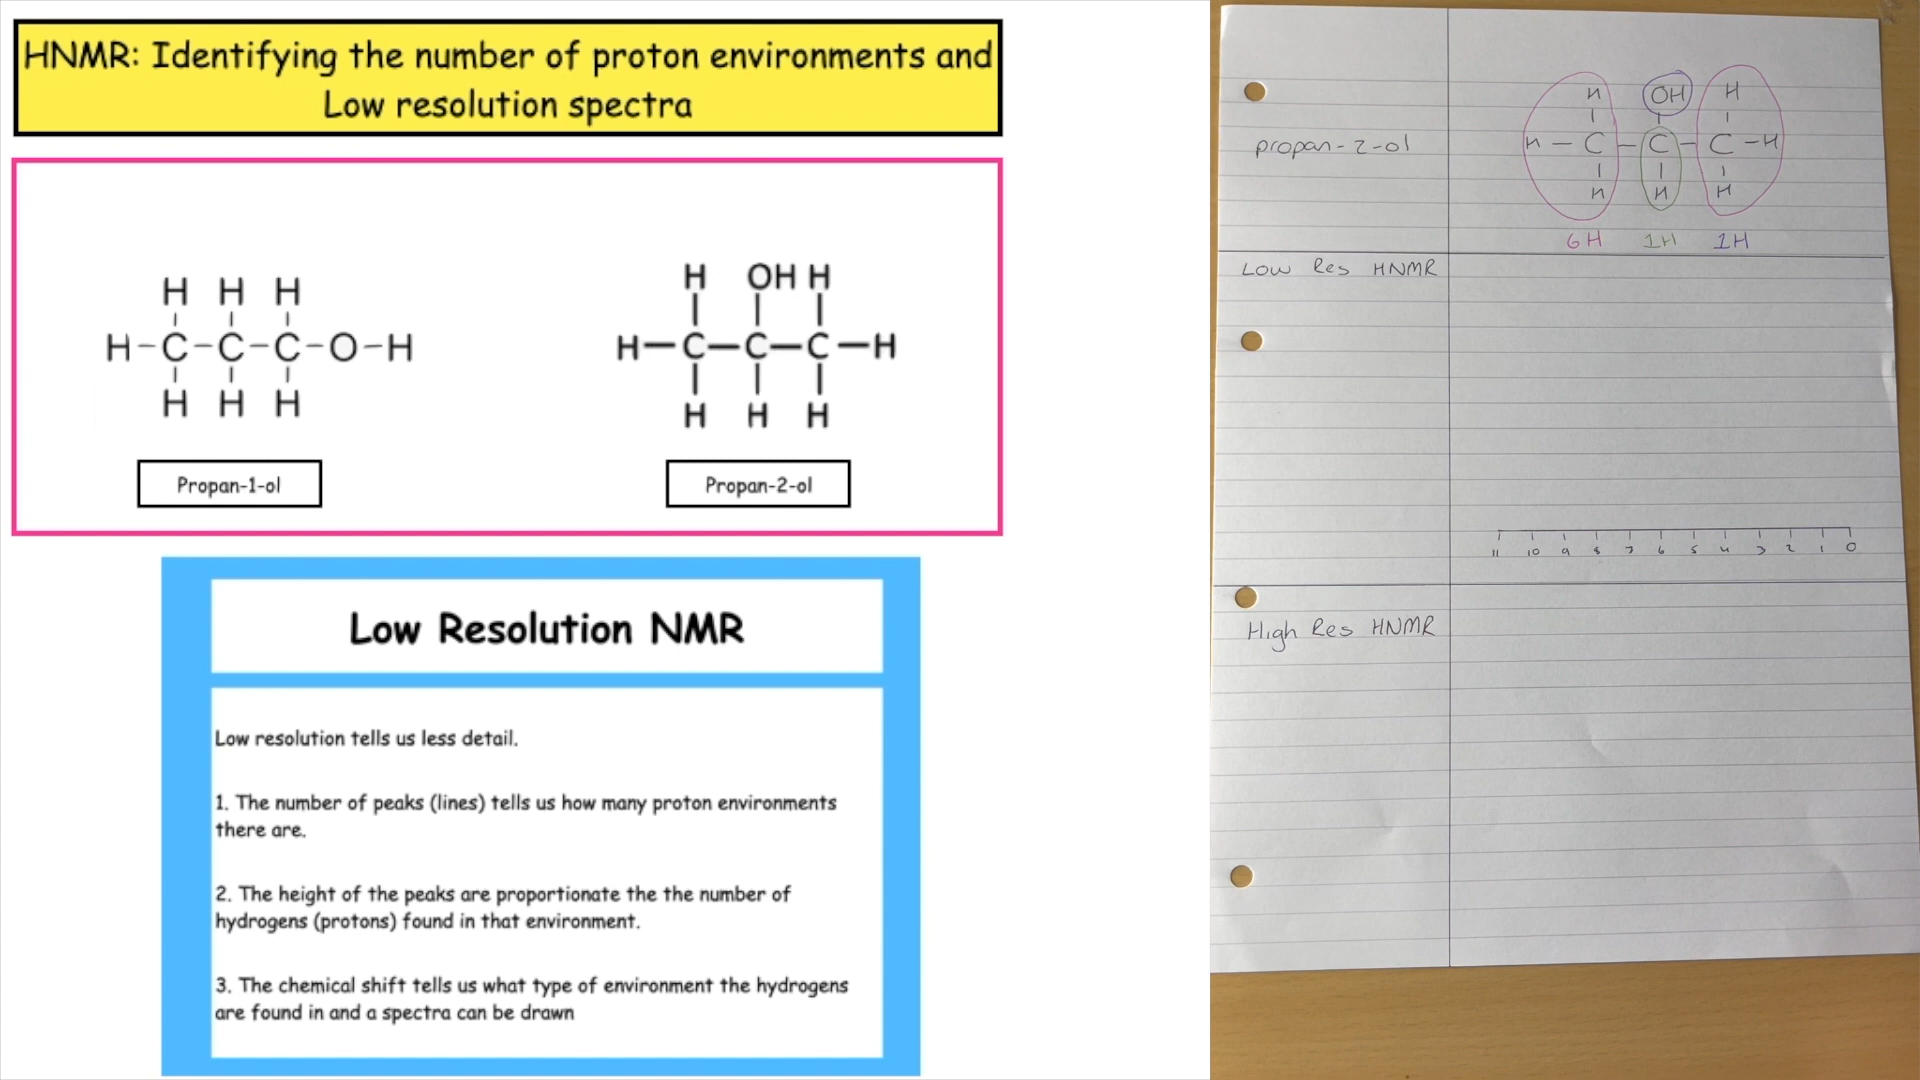 HNMR: Identifying the number of proton environments and
Low resolution spectra
H H H
H-C-C-C-O-H
H H H
Propan-1-ol
H OH H
H-C-C-C-H
H H H
Propan-2-ol
Low Resolution NMR
Low resolution tells us less detail.
1. The number of peaks (lines) tells us how many proton environments
there are.
2. The height of the peaks are proportionate the the number of
hydrogens (protons) found in that environment.
3. The chemical shift tells us what type of environment the hydrogens
are found in and a spectra can be drawn
propan-2-ol
H OH H
H-C-C-C-H
H H H
6H 1H 1H
Low Res HNMR
11 10 9 8 7 6 5 4 3 2 1 0
High Res HNMR